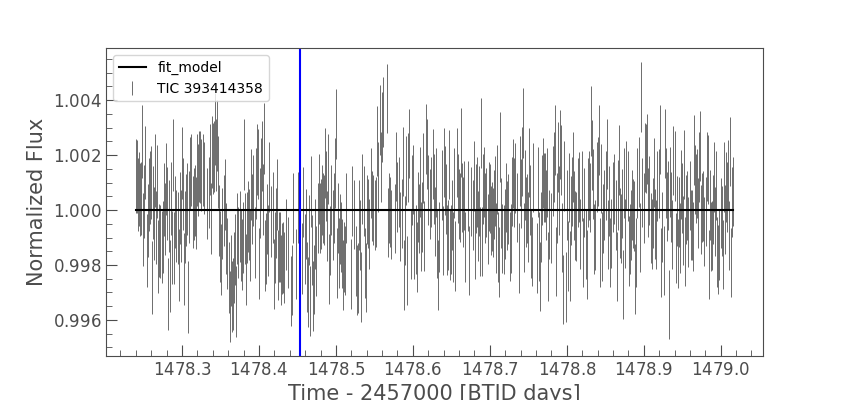 fit_model
TIC 393414358
Normalized Flux
1.004
1.002
1.000
0.998
0.996
1478.3 1478.4 1478.5 1478.6 1478.7 1478.8 1478.9 1479.0
Time - 2457000 [BTJD days]